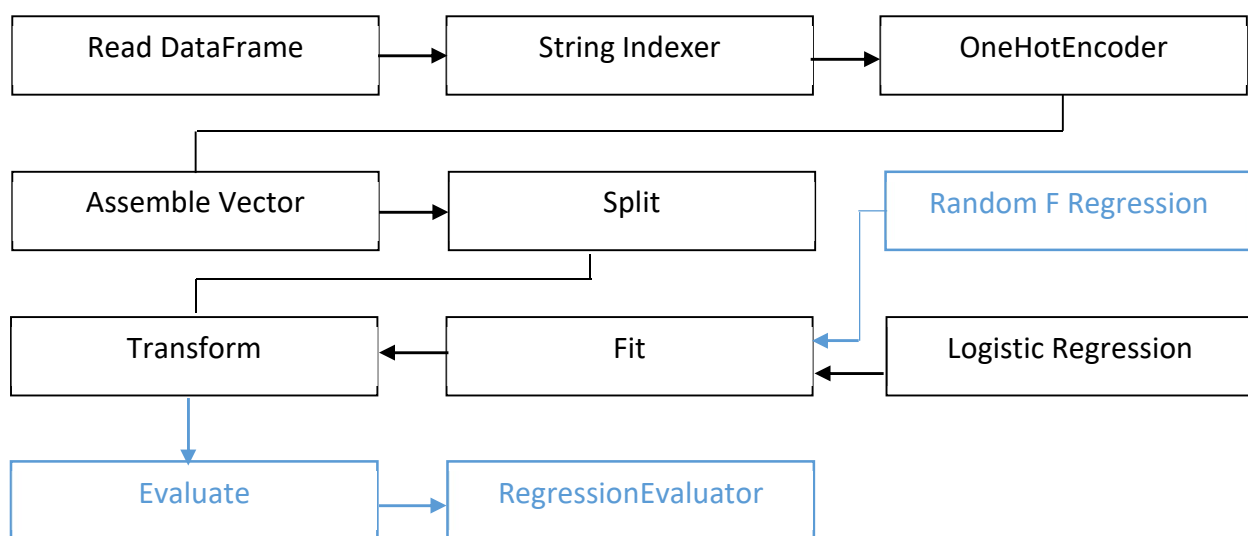 Read DataFrame
String Indexer
OneHotEncoder
Assemble Vector
Split
Random F Regression
Transform
Fit
Logistic Regression
Evaluate
RegressionEvaluator